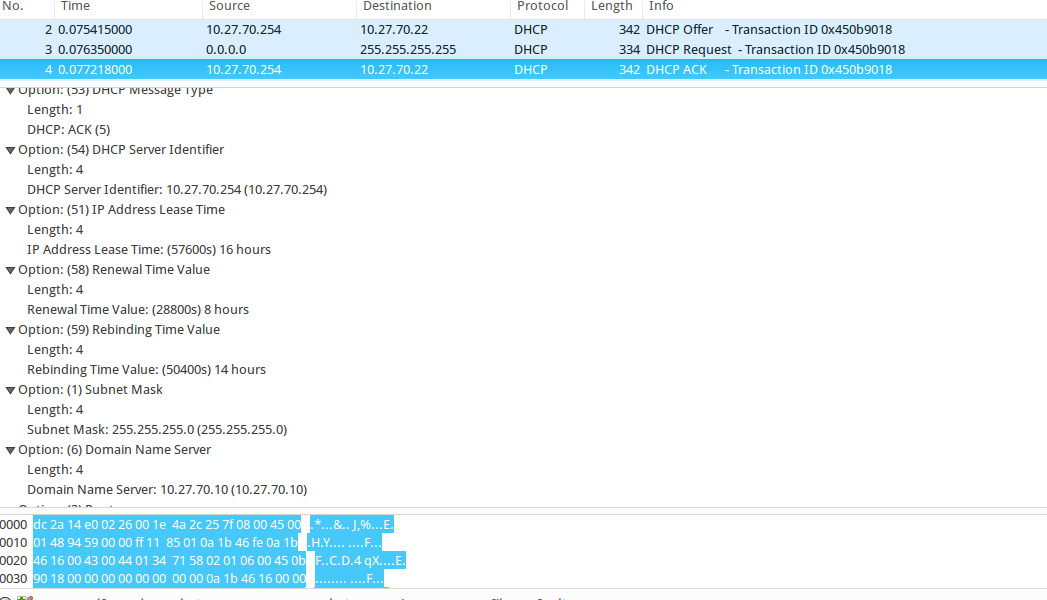 No. Time Source Destination Protocol Length Info
2 0.075415000 10.27.70.254 10.27.70.22 DHCP 342 DHCP Offer - Transaction ID 0x450b9018
3 0.076350000 0.0.0.0 255.255.255.255 DHCP 334 DHCP Request - Transaction ID 0x450b9018
4 0.077218000 10.27.70.254 10.27.70.22 DHCP 342 DHCP ACK - Transaction ID 0x450b9018
Option: (53) DHCP Message Type
Length: 1
DHCP: ACK (5)
Option: (54) DHCP Server Identifier
Length: 4
DHCP Server Identifier: 10.27.70.254 (10.27.70.254)
Option: (51) IP Address Lease Time
Length: 4
IP Address Lease Time: (57600s) 16 hours
Option: (58) Renewal Time Value
Length: 4
Renewal Time Value: (28800s) 8 hours
Option: (59) Rebinding Time Value
Length: 4
Rebinding Time Value: (50400s) 14 hours
Option: (1) Subnet Mask
Length: 4
Subnet Mask: 255.255.255.0 (255.255.255.0)
Option: (6) Domain Name Server
Length: 4
Domain Name Server: 10.27.70.10 (10.27.70.10)
0000 dc 2a 14 e0 02 26 00 1e 4a 2c 25 7f 08 00 45 00 .*...&.. J,%...E.
0010 01 48 94 59 00 00 ff 11 85 01 0a 1b 46 fe 0a 1b .H.Y.... ....F...
0020 46 16 00 43 00 44 01 34 71 58 02 01 06 00 45 0b F..C.D.4 qX....E.
0030 90 18 00 00 00 00 00 00 00 00 0a 1b 46 16 00 00 ........ ....F...